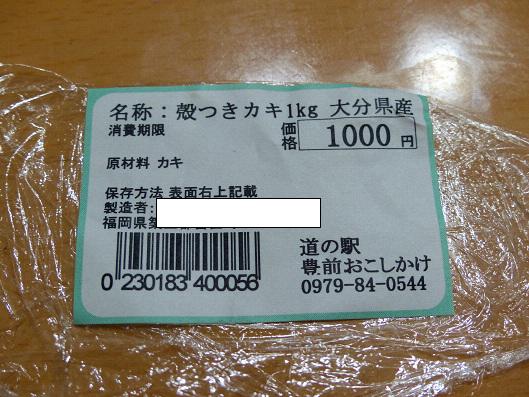 名称：殻つきカキ1kg 大分県産
消費期限
価格 1000 円
原材料 カキ
保存方法 表面右上記載
製造者:
福岡県築
0 230183 400056
道の駅
豊前おこしかけ
0979-84-0544